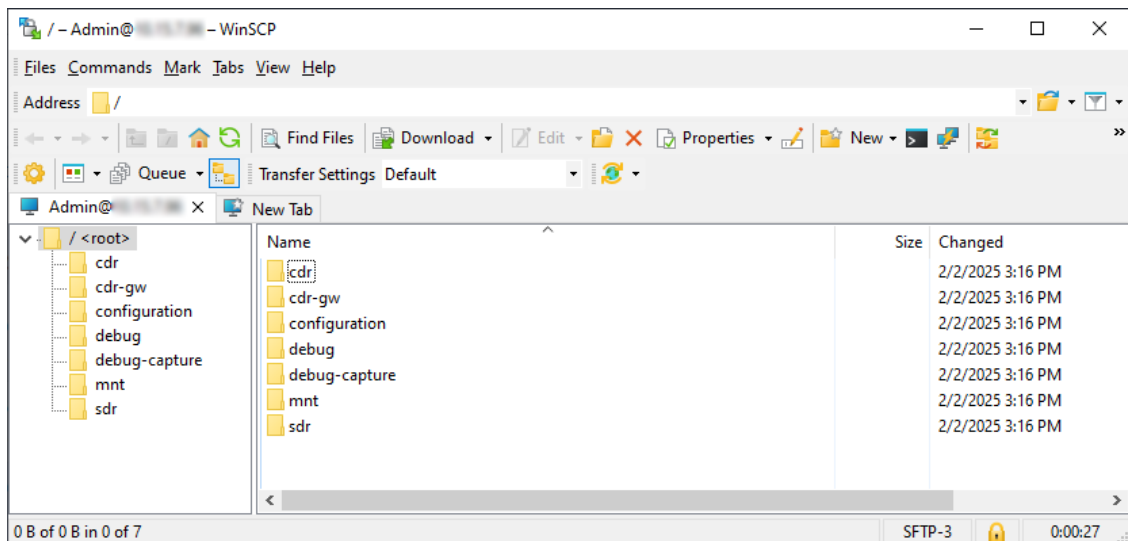 / – Admin@ – WinSCP
Files Commands Mark Tabs View Help
Address /
Find Files Download Edit Properties New »
Queue Transfer Settings Default
Admin@ New Tab
/ <root>
cdr
cdr-gw
configuration
debug
debug-capture
mnt
sdr
Name Size Changed
cdr 2/2/2025 3:16 PM
cdr-gw 2/2/2025 3:16 PM
configuration 2/2/2025 3:16 PM
debug 2/2/2025 3:16 PM
debug-capture 2/2/2025 3:16 PM
mnt 2/2/2025 3:16 PM
sdr 2/2/2025 3:16 PM
0 B of 0 B in 0 of 7 SFTP-3 0:00:27